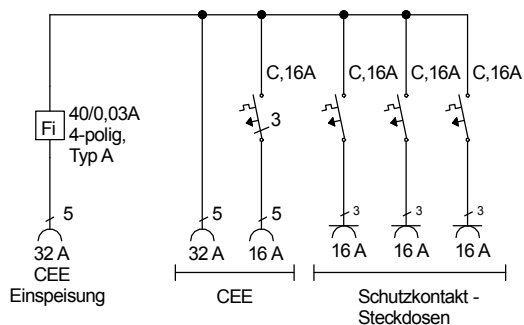 C,16A
C,16A
C,16A
C,16A
Fi
40/0,03A
4-polig,
Typ A
3
5
5
5
3
3
3
32 A
32 A
16 A
16 A
16 A
16 A
CEE
Einspeisung
CEE
Schutzkontakt -
Steckdosen